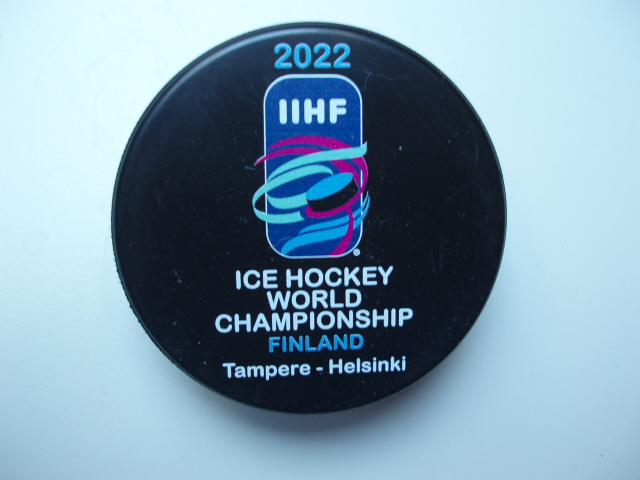 2022
IIHF
®
ICE HOCKEY
WORLD
CHAMPIONSHIP
FINLAND
Tampere - Helsinki